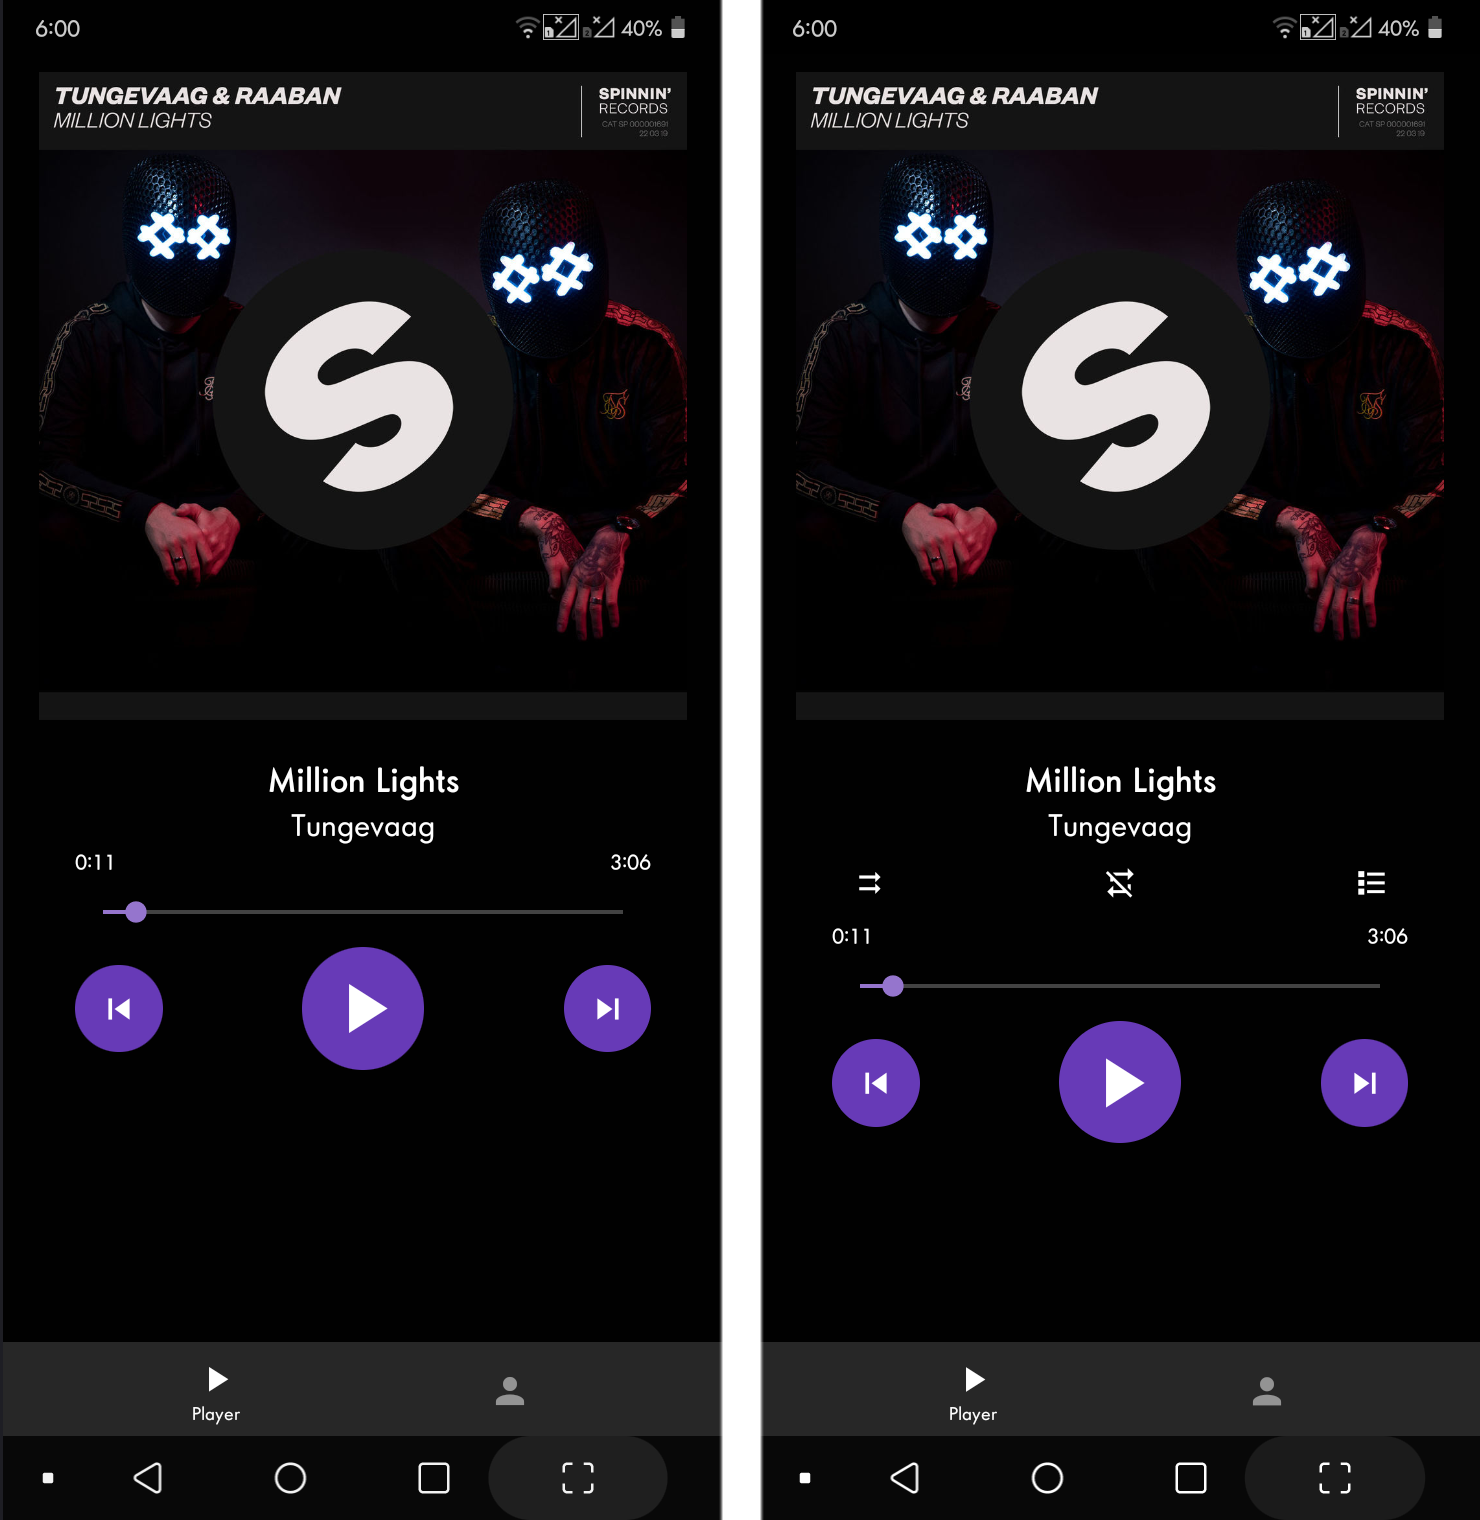 6:00
40%
TUNGEVAAG & RAABAN
MILLION LIGHTS
SPINNIN'
RECORDS
CAT SP 000001691
22 03 19
Million Lights
Tungevaag
0:11 3:06
Player
6:00
40%
TUNGEVAAG & RAABAN
MILLION LIGHTS
SPINNIN'
RECORDS
CAT SP 000001691
22 03 19
Million Lights
Tungevaag
0:11 3:06
Player